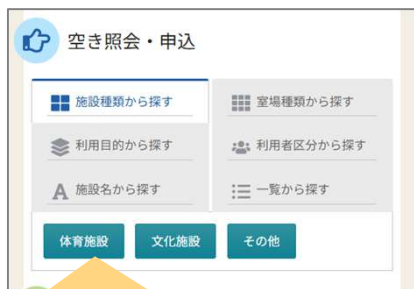 空き照会・申込
施設種類から探す
室場種類から探す
利用目的から探す
利用者区分から探す
A 施設名から探す
一覧から探す
体育施設
文化施設
その他